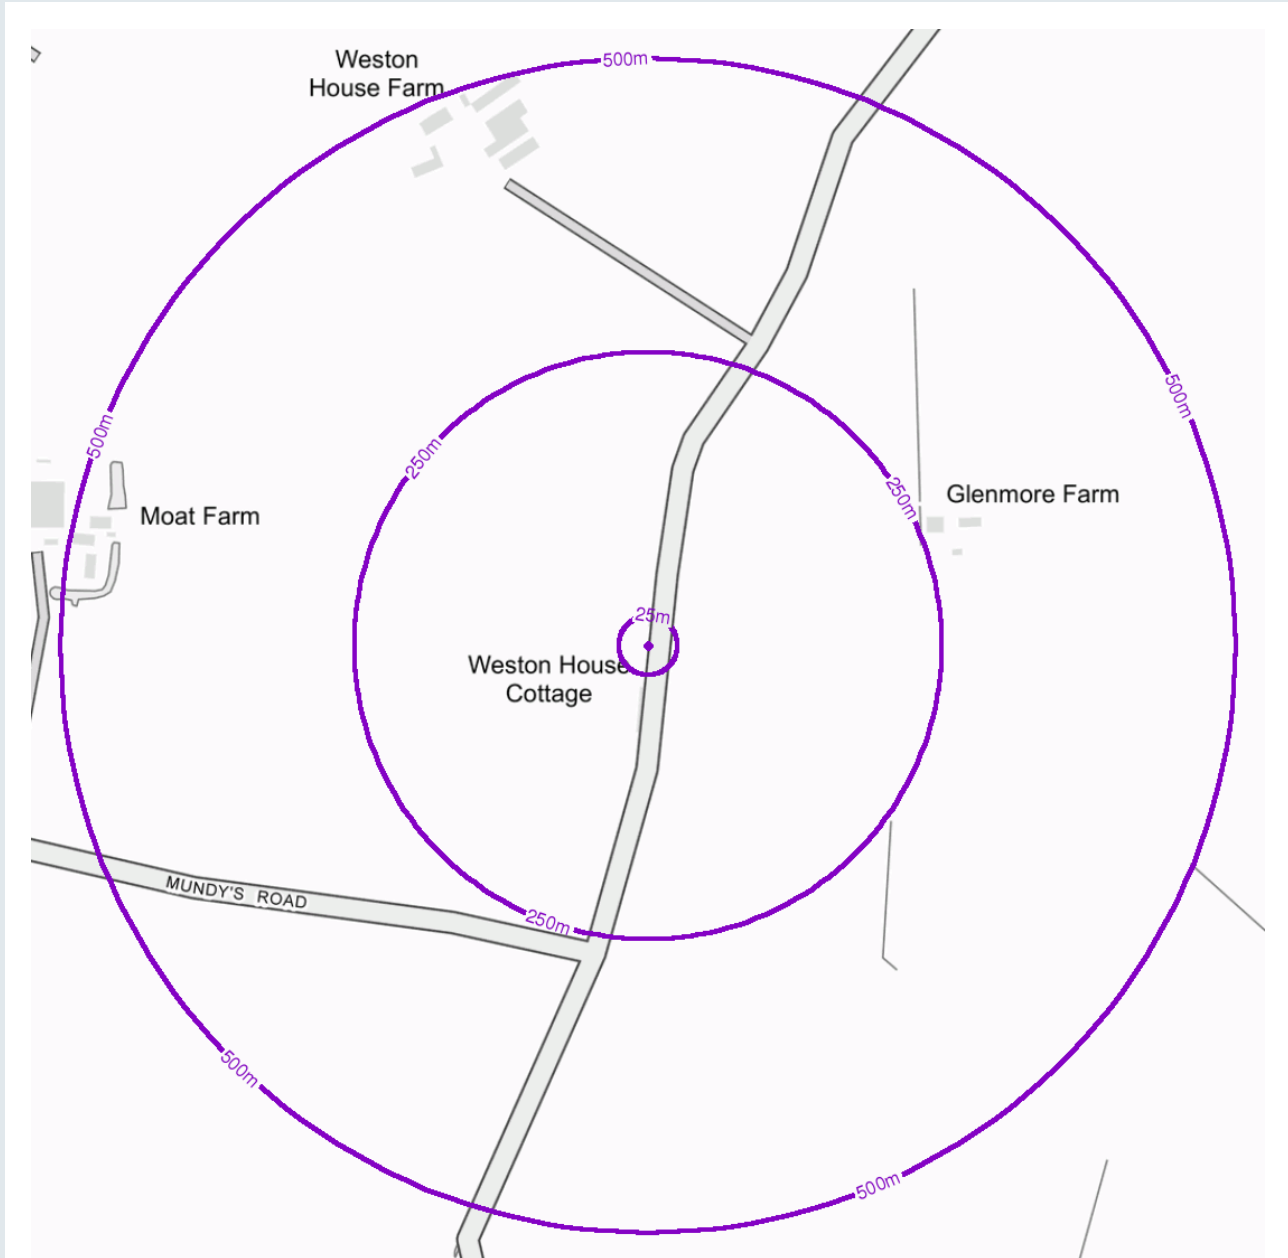 Weston
House Farm
500m
500m
500m
250m
250m
Glenmore Farm
Moat Farm
25m
Weston House
Cottage
MUNDY'S ROAD
250m
500m
500m